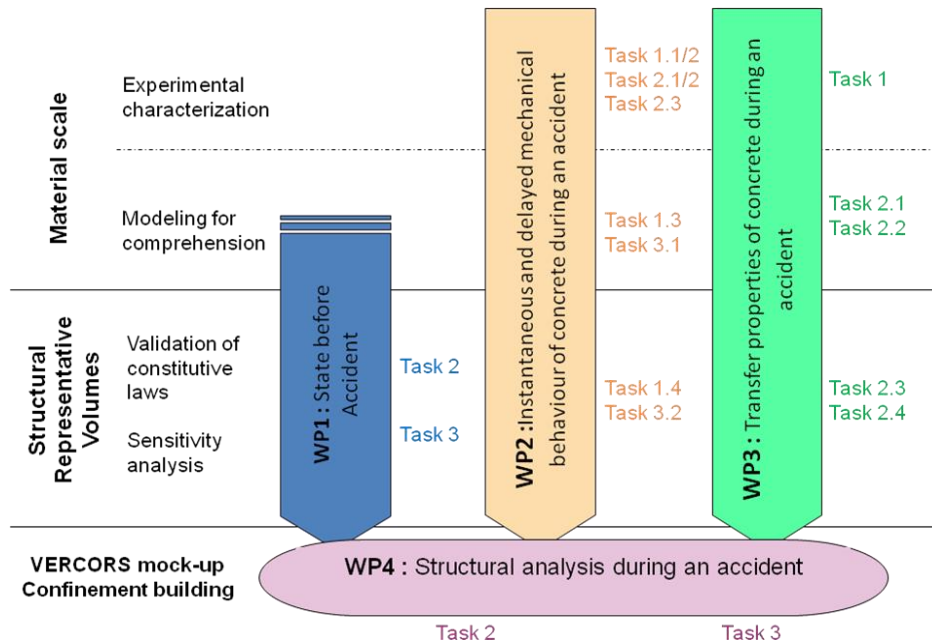 Material scale
Experimental
characterization
Task 1.1/2
Task 2.1/2
Task 2.3
Task 1
Modeling for
comprehension
Task 1.3
Task 3.1
Task 2.1
Task 2.2
Structural
Representative
Volumes
Validation of
constitutive
laws
Sensitivity
analysis
WP1 : State before
Accident
Task 2
Task 3
WP2 :Instantaneous and delayed mechanical
behaviour of concrete during an accident
Task 1.4
Task 3.2
WP3 : Transfer properties of concrete during an
accident
Task 2.3
Task 2.4
VERCORS mock-up
Confinement building
WP4 : Structural analysis during an accident
Task 2
Task 3